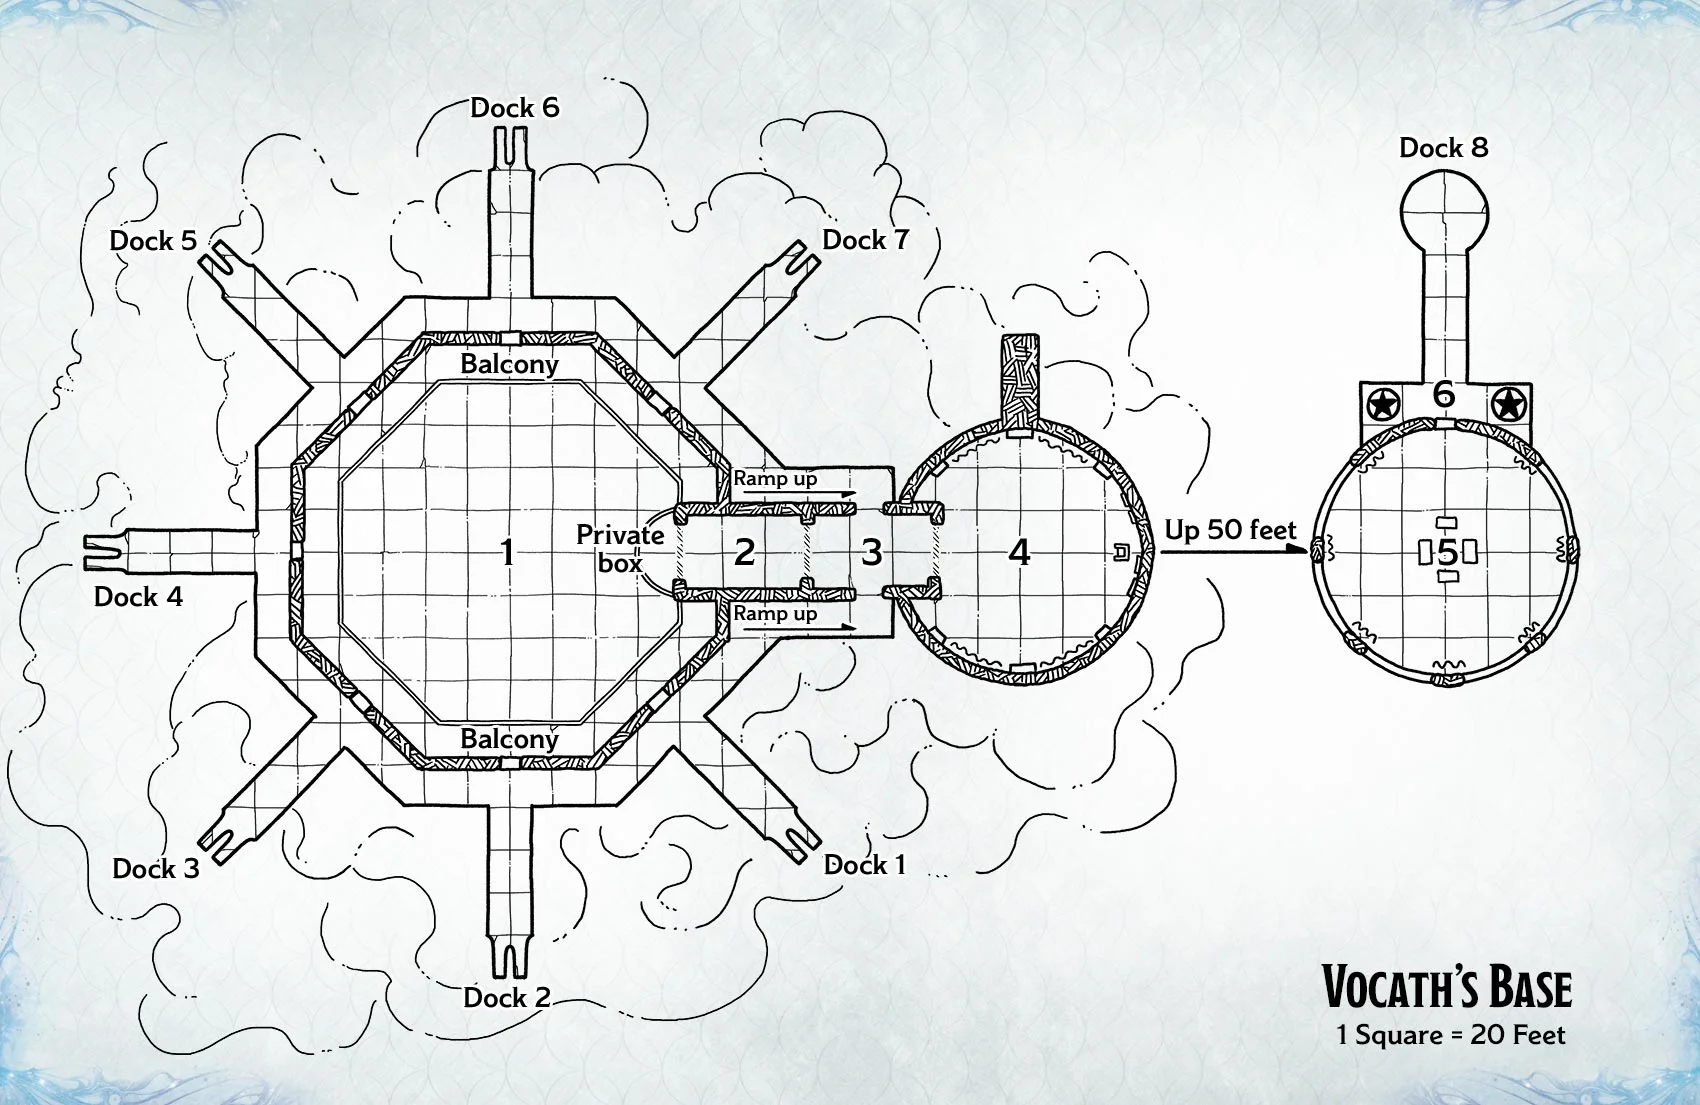 Dock 6
Dock 8
Dock 5
Dock 7
Balcony
6
Ramp up
Private
box
1
2
3
4
Up 50 feet
5
Dock 4
Ramp up
Balcony
Dock 3
Dock 1
Dock 2
Vocath's Base
1 Square = 20 Feet